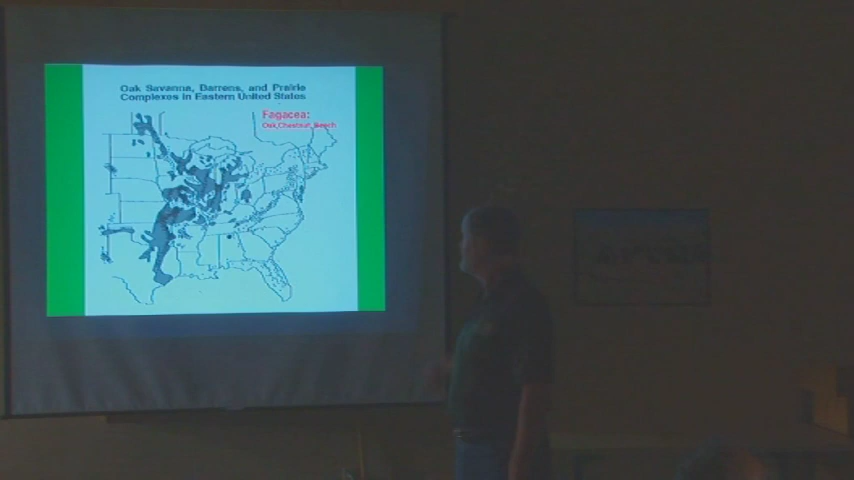 Oak Savanna, Barrens, and Prairie
Complexes in Eastern United States
Fagacea:
Oak,Chestnut, Beech